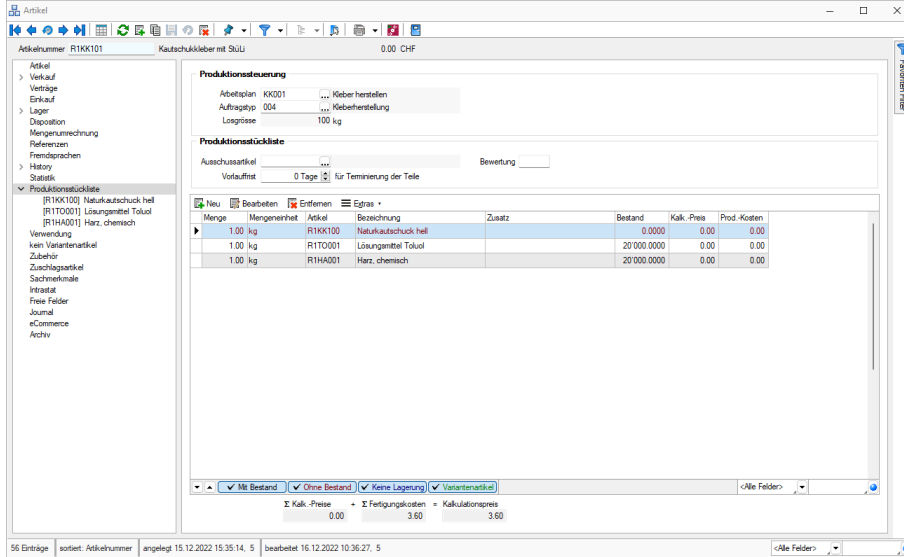 Artikel
Artikelnummer R1KK101 Kautschukkleber mit StüLi 0.00 CHF
Artikel
Verkauf
Verträge
Einkauf
Lager
Disposition
Mengenumrechnung
Referenzen
Fremdsprachen
History
Statistik
Produktionsstückliste
[R1KK100] Naturkautschuck hell
[R1TO001] Lösungsmittel Toluol
[R1HA001] Harz, chemisch
Verwendung
kein Variantenartikel
Zubehör
Zuschlagsartikel
Sachmerkmale
Intrastat
Freie Felder
Journal
eCommerce
Archiv
Produktionssteuerung
Arbeitsplan KK001 ... Kleber herstellen
Auftragstyp 004 ... Kleberherstellung
Losgrösse 100 kg
Produktionsstückliste
Ausschussartikel ... Bewertung
Vorlauffrist 0 Tage für Terminierung der Teile
Neu Bearbeiten Entfernen Extras
Menge Mengeneinheit Artikel Bezeichnung Zusatz Bestand Kalk.-Preis Prod.-Kosten
1.00 kg R1KK100 Naturkautschuck hell 0.0000 0.00 0.00
1.00 kg R1TO001 Lösungsmittel Toluol 20'000.0000 0.00 0.00
1.00 kg R1HA001 Harz, chemisch 20'000.0000 0.00 0.00
Mit Bestand Ohne Bestand Keine Lagerung Variantenartikel <Alle Felder>
Σ Kalk.-Preise + Σ Fertigungskosten = Kalkulationspreis
0.00 3.60 3.60
Favoriten Filter
56 Einträge sortiert: Artikelnummer angelegt 15.12.2022 15:35:14, 5 bearbeitet 16.12.2022 10:36:27, 5 <Alle Felder>